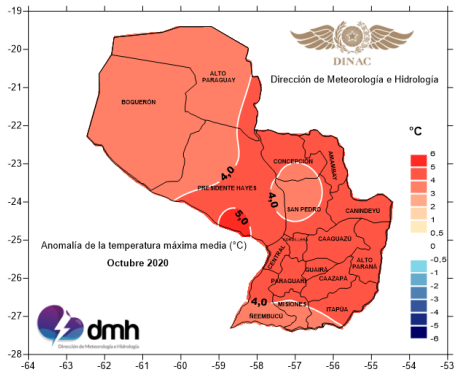 DINAC
Dirección de Meteorología e Hidrología
-19
-20
-21
-22
-23
-24
-25
-26
-27
-28
-64
-63
-62
-61
-60
-59
-58
-57
-56
-55
-54
ALTO
PARAGUAY
BOQUERÓN
4,0
PRESIDENTE HAYES
CONCEPCIÓN
AMAMBAY
4,0
SAN PEDRO
CANINDEYÚ
5,0
CAAGUAZÚ
CENTRAL
ALTO
PARANÁ
GUAIRÁ
CAAZAPÁ
PARAGUARÍ
4,0
MISIONES
ITAPÚA
ÑEEMBUCÚ
Anomalía de la temperatura máxima media (°C)
Octubre 2020
°C
6
5
4
3
2
1
0.5
0
-0.5
-1
-2
-3
-4
-5
-6
dmh
Dirección de Meteorología e Hidrología